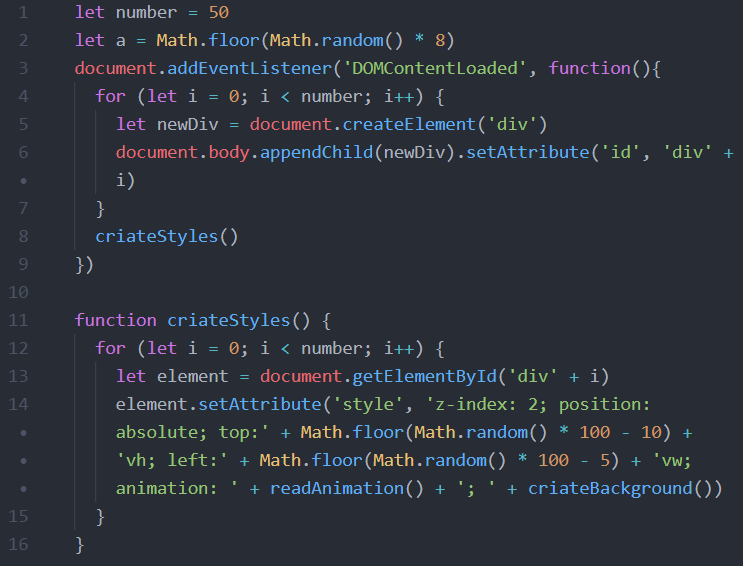 1 let number = 50
2 let a = Math.floor(Math.random() * 8)
3 document.addEventListener('DOMContentLoaded', function(){
4 for (let i = 0; i < number; i++) {
5 let newDiv = document.createElement('div')
6 document.body.appendChild(newDiv).setAttribute('id', 'div' +
• i)
7 }
8 criateStyles()
9 })
10
11 function criateStyles() {
12 for (let i = 0; i < number; i++) {
13 let element = document.getElementById('div' + i)
14 element.setAttribute('style', 'z-index: 2; position:
• absolute; top:' + Math.floor(Math.random() * 100 - 10) +
• 'vh; left:' + Math.floor(Math.random() * 100 - 5) + 'vw;
• animation: ' + readAnimation() + '; ' + criateBackground())
15 }
16 }